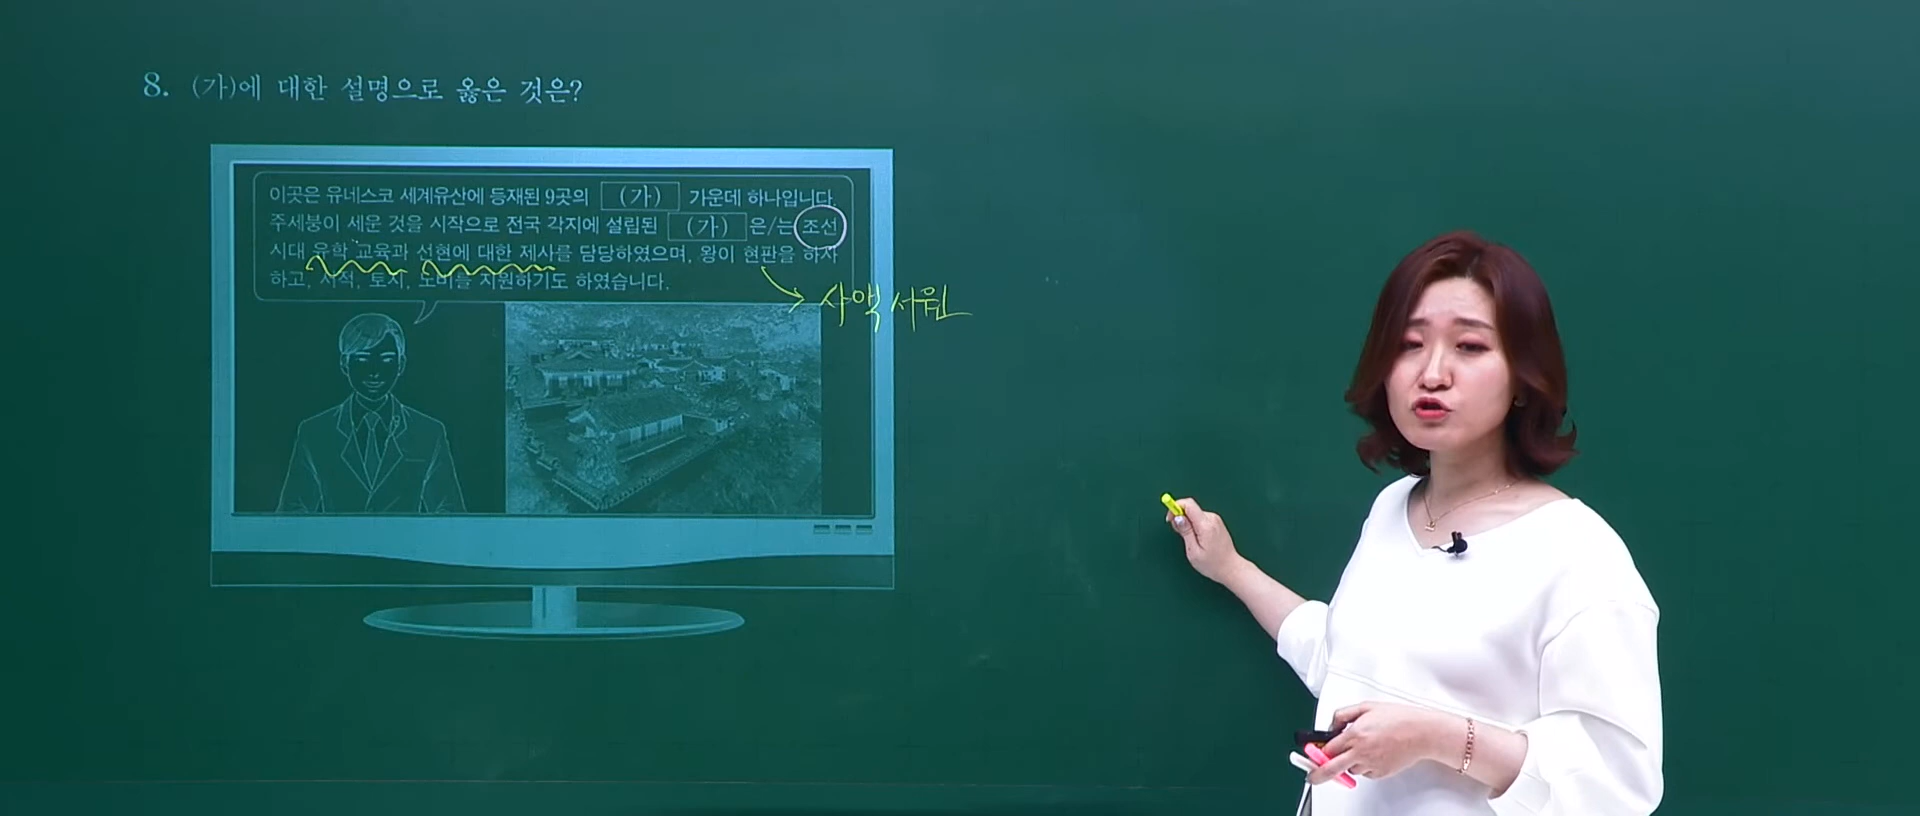 8. (가)에 대한 설명으로 옳은 것은?
이곳은 유네스코 세계유산에 등재된 9곳의 (가) 가운데 하나입니다.
주세붕이 세운 것을 시작으로 전국 각지에 설립된 (가) 은/는 조선
시대 유학 교육과 선현에 대한 제사를 담당하였으며, 왕이 현판을 하사
하고, 서적, 토지, 노비를 지원하기도 하였습니다.
사액 서원